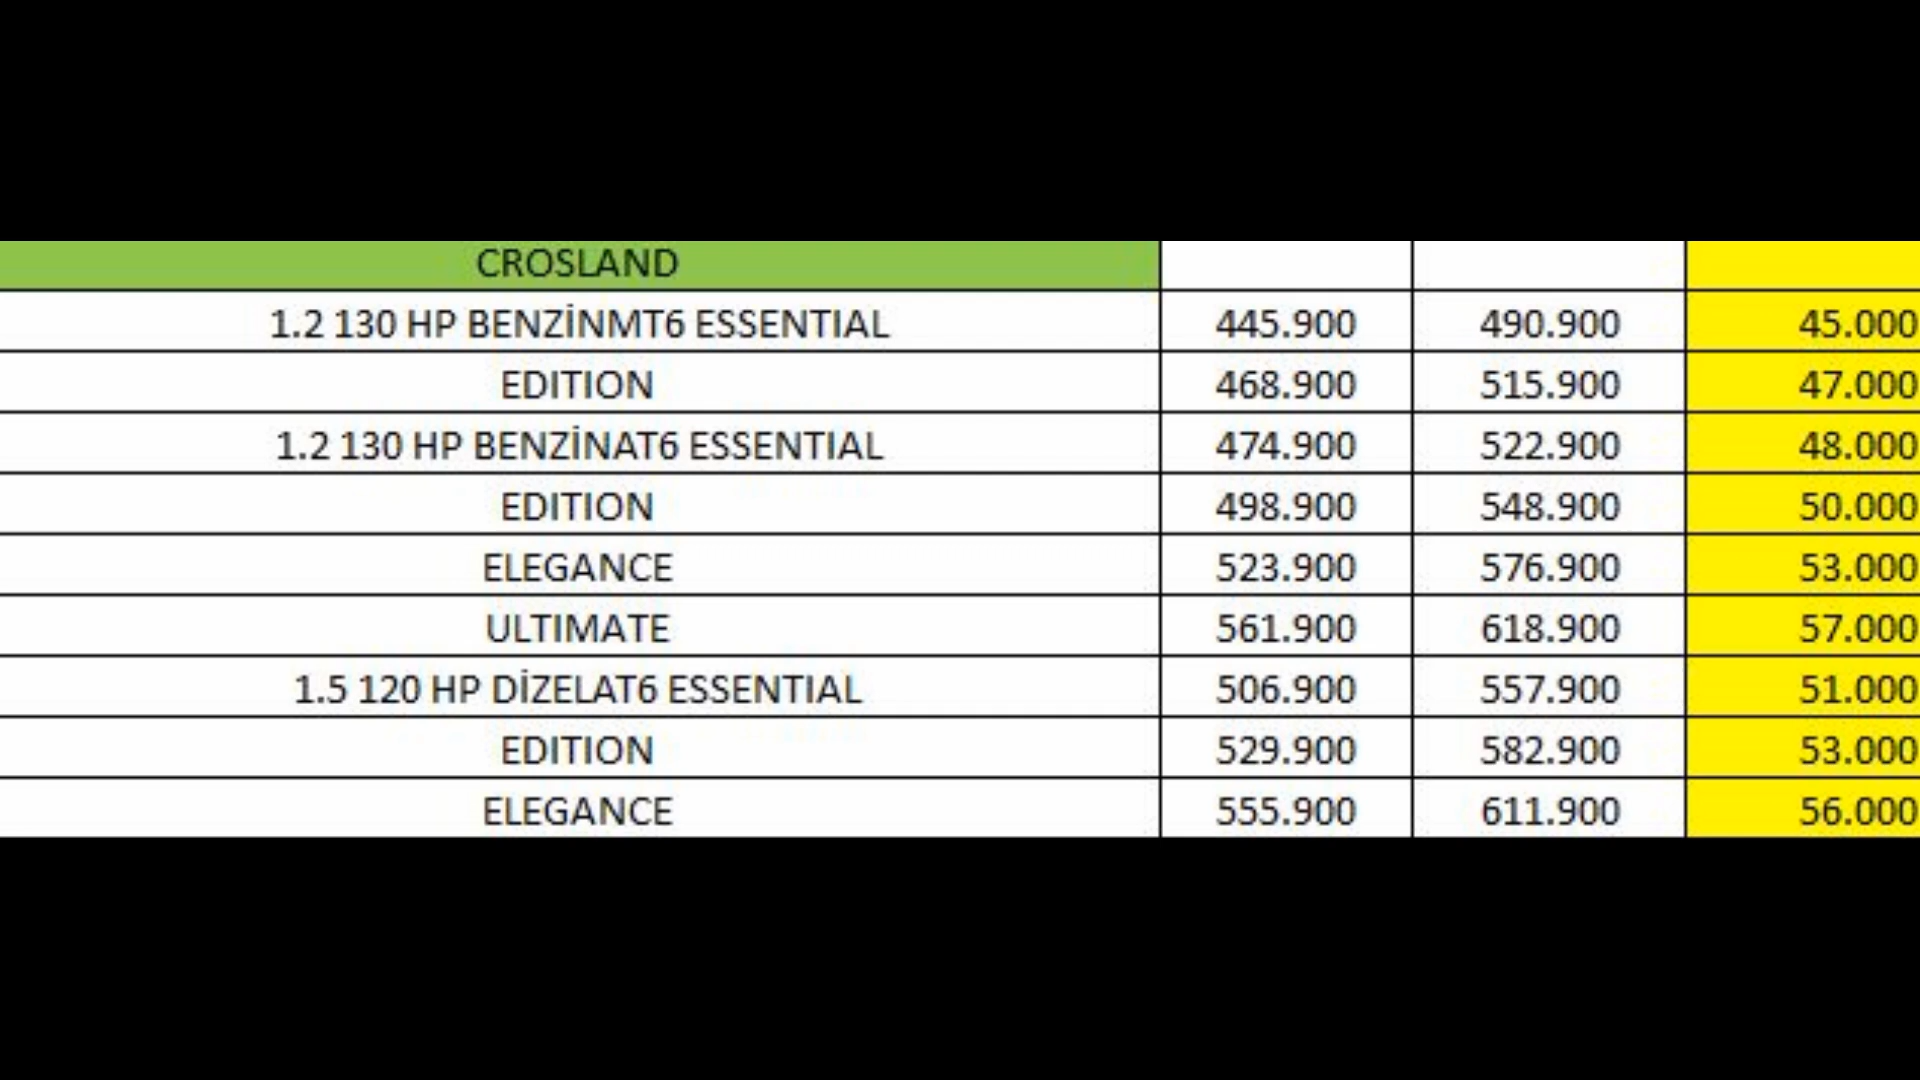 CROSLAND
1.2 130 HP BENZİNMT6 ESSENTIAL 445.900 490.900 45.000
EDITION 468.900 515.900 47.000
1.2 130 HP BENZİNAT6 ESSENTIAL 474.900 522.900 48.000
EDITION 498.900 548.900 50.000
ELEGANCE 523.900 576.900 53.000
ULTIMATE 561.900 618.900 57.000
1.5 120 HP DİZELAT6 ESSENTIAL 506.900 557.900 51.000
EDITION 529.900 582.900 53.000
ELEGANCE 555.900 611.900 56.000